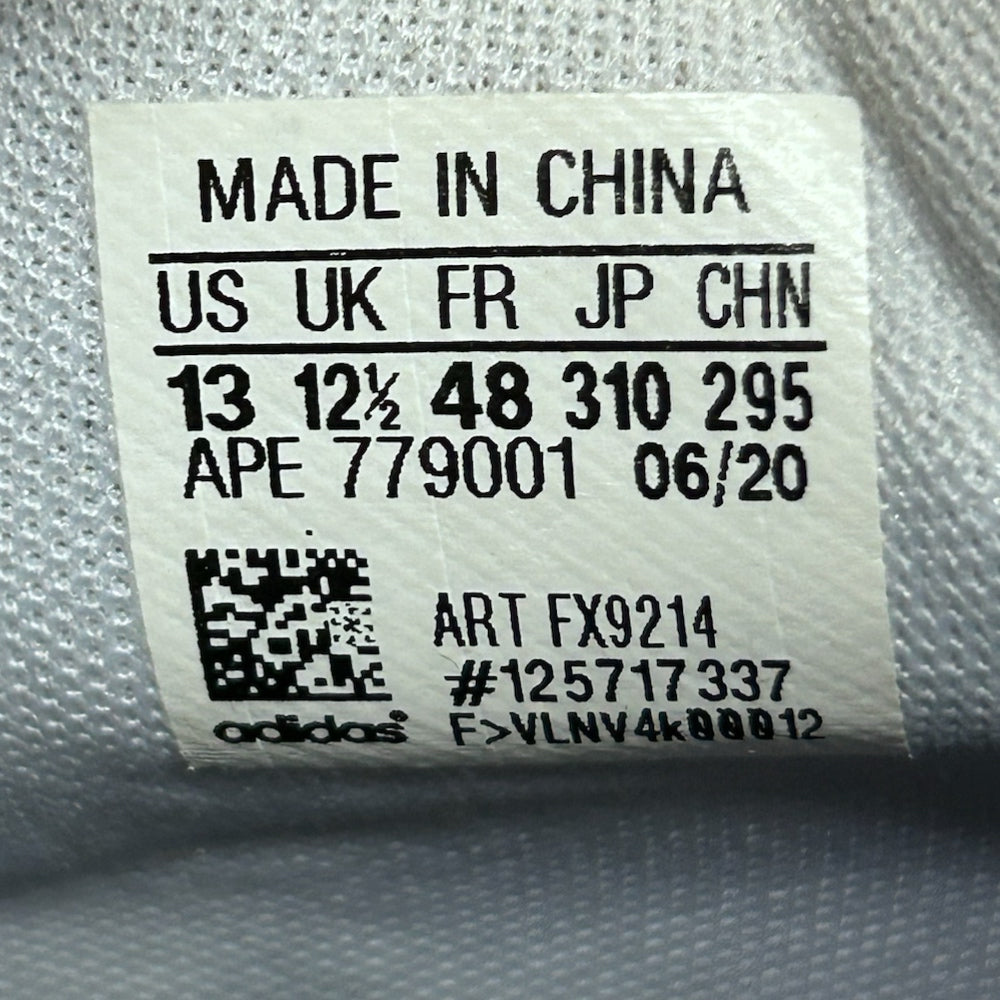 MADE IN CHINA
US UK FR JP CHN
13 12½ 48 310 295
APE 779001 06/20
ART FX9214
#125717337
adidas® F>VLNV4k000012